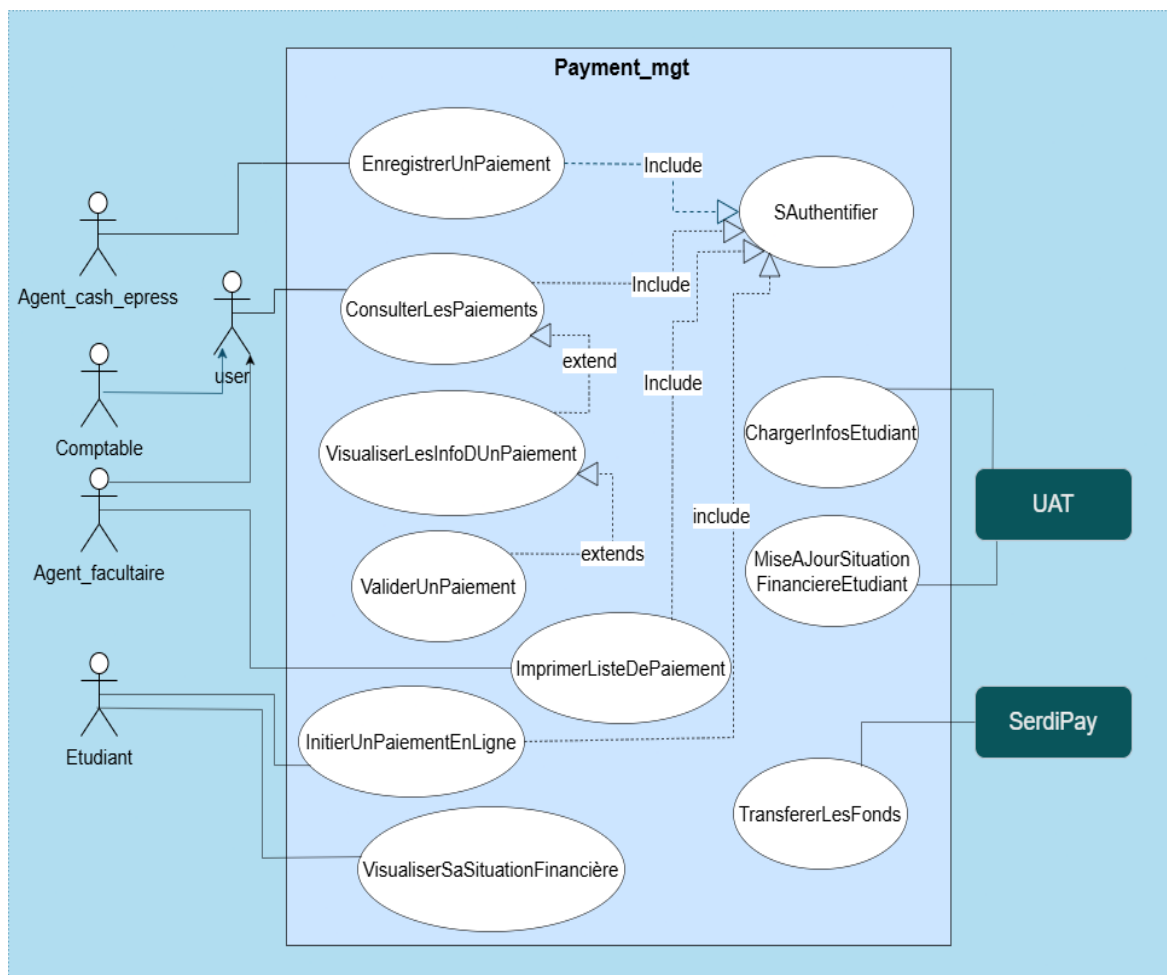 Payment_mgt
EnregistrerUnPaiement
Include
SAuthentifier
Agent_cash_epress
ConsulterLesPaiements
Include
user
extend
Include
Comptable
ChargerInfosEtudiant
VisualiserLesInfoDUnPaiement
UAT
include
extends
Agent_facultaire
ValiderUnPaiement
MiseAJourSituation
FinanciereEtudiant
ImprimerListeDePaiement
SerdiPay
InitierUnPaiementEnLigne
Etudiant
TransfererLesFonds
VisualiserSaSituationFinancière